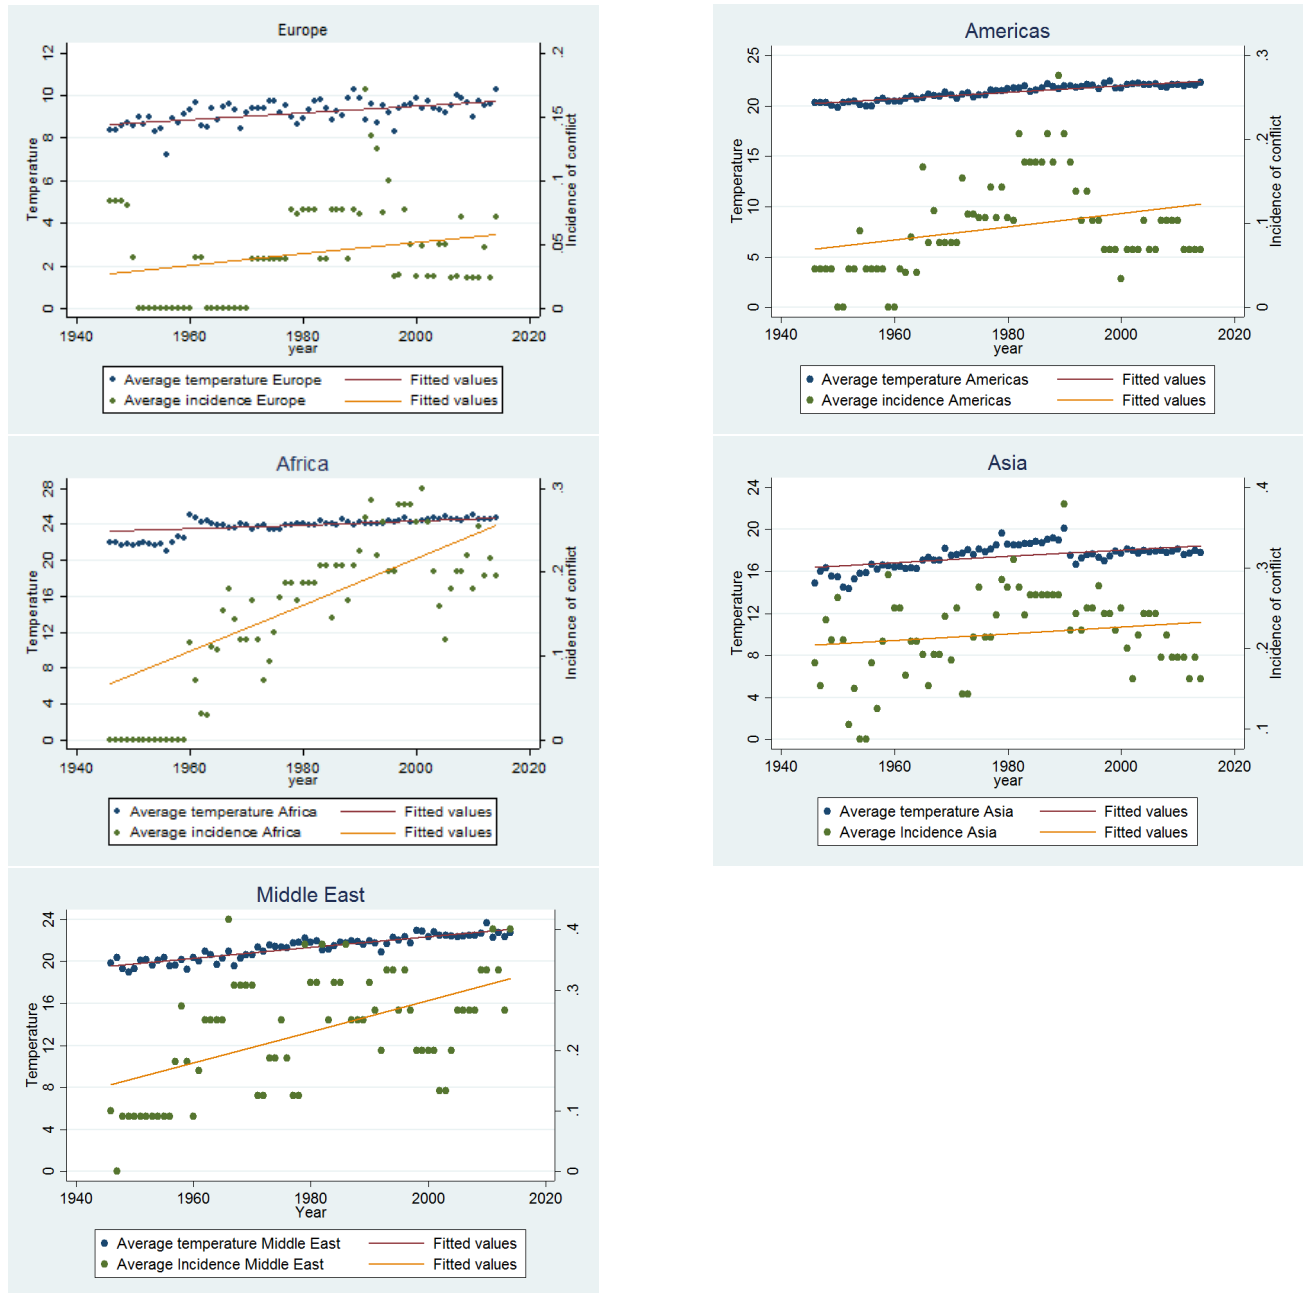 Europe
12
10
8
6
4
2
0
Temperature
.2
.15
.1
.05
0
Incidence of conflict
1940 1960 1980 2000 2020
year
Average temperature Europe Fitted values
Average incidence Europe Fitted values
Americas
25
20
15
10
5
0
Temperature
.3
.2
.1
0
Incidence of conflict
1940 1960 1980 2000 2020
year
Average temperature Americas Fitted values
Average incidence Americas Fitted values
Africa
28
24
20
16
12
8
4
0
Temperature
.3
.2
.1
0
Incidence of conflict
1940 1960 1980 2000 2020
year
Average temperature Africa Fitted values
Average incidence Africa Fitted values
Asia
24
20
16
12
8
4
0
Temperature
.4
.3
.2
.1
Incidence of conflict
1940 1960 1980 2000 2020
year
Average temperature Asia Fitted values
Average Incidence Asia Fitted values
Middle East
24
20
16
12
8
4
0
Temperature
.4
.3
.2
.1
0
1940 1960 1980 2000 2020
Year
Average temperature Middle East Fitted values
Average Incidence Middle East Fitted values